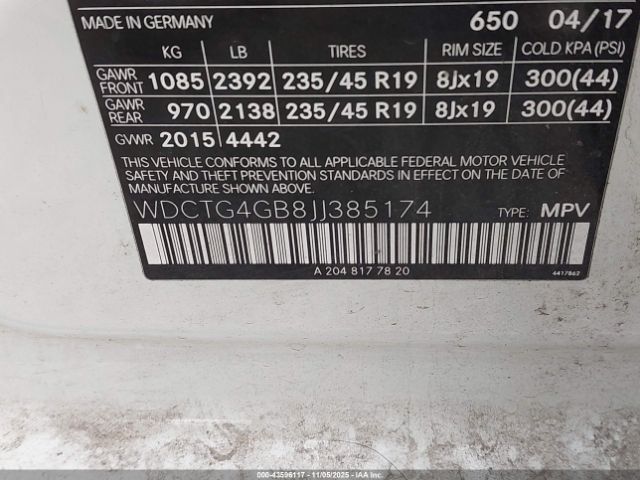 MADE IN GERMANY 650 04/17
KG LB TIRES RIM SIZE COLD KPA (PSI)
GAWR FRONT 1085 2392 235/45 R19 8Jx19 300(44)
GAWR REAR 970 2138 235/45 R19 8Jx19 300(44)
GVWR 2015 4442
THIS VEHICLE CONFORMS TO ALL APPLICABLE FEDERAL MOTOR VEHICLE
SAFETY AND THEFT PREVENTION STANDARDS IN EFFECT ON THE DATE
OF MANUFACTURE SHOWN ABOVE.
WDCTG4GB8JJ385174 TYPE: MPV
A 204 817 78 20 4417862
000-43596117 - 11/05/2025 - IAAI.com